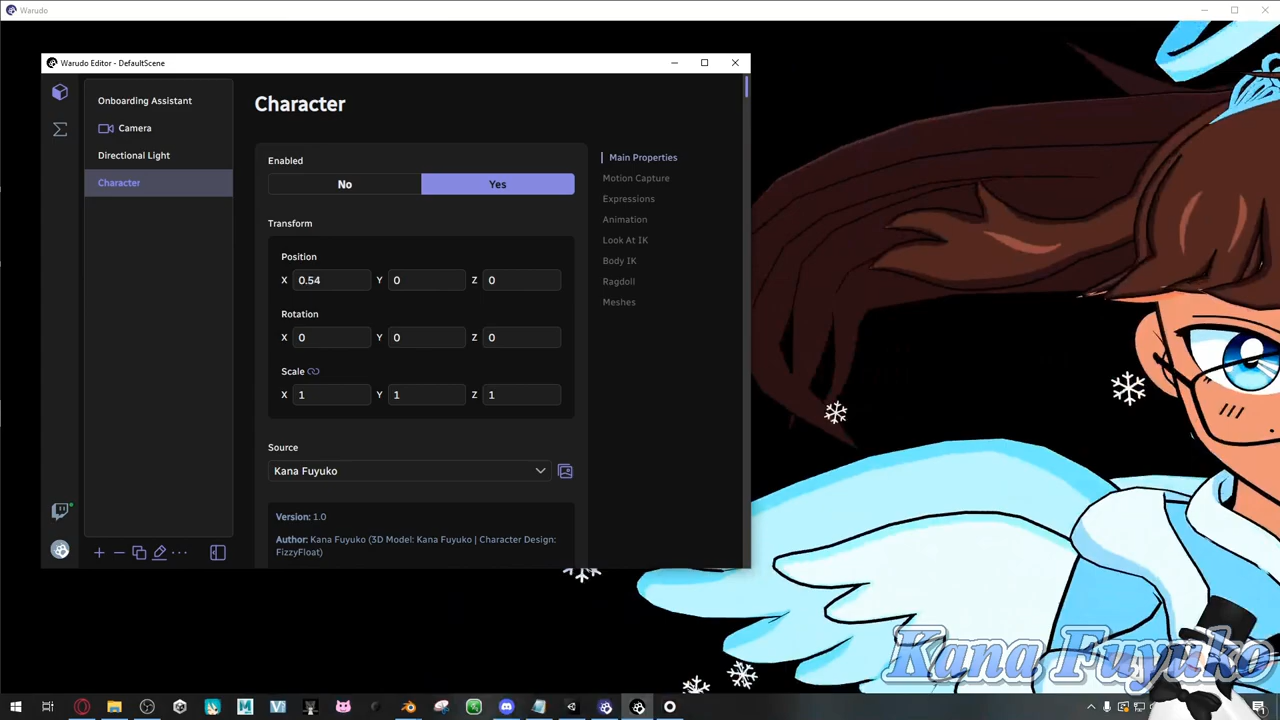 Warudo
Warudo Editor - DefaultScene
Onboarding Assistant
Camera
Directional Light
Character
Character
Enabled
No
Yes
Transform
Position
X 0.54 Y 0 Z 0
Rotation
X 0 Y 0 Z 0
Scale
X 1 Y 1 Z 1
Source
Kana Fuyuko
Version: 1.0
Author: Kana Fuyuko (3D Model: Kana Fuyuko | Character Design:
FizzyFloat)
Main Properties
Motion Capture
Expressions
Animation
Look At IK
Body IK
Ragdoll
Meshes
Kana Fuyuko